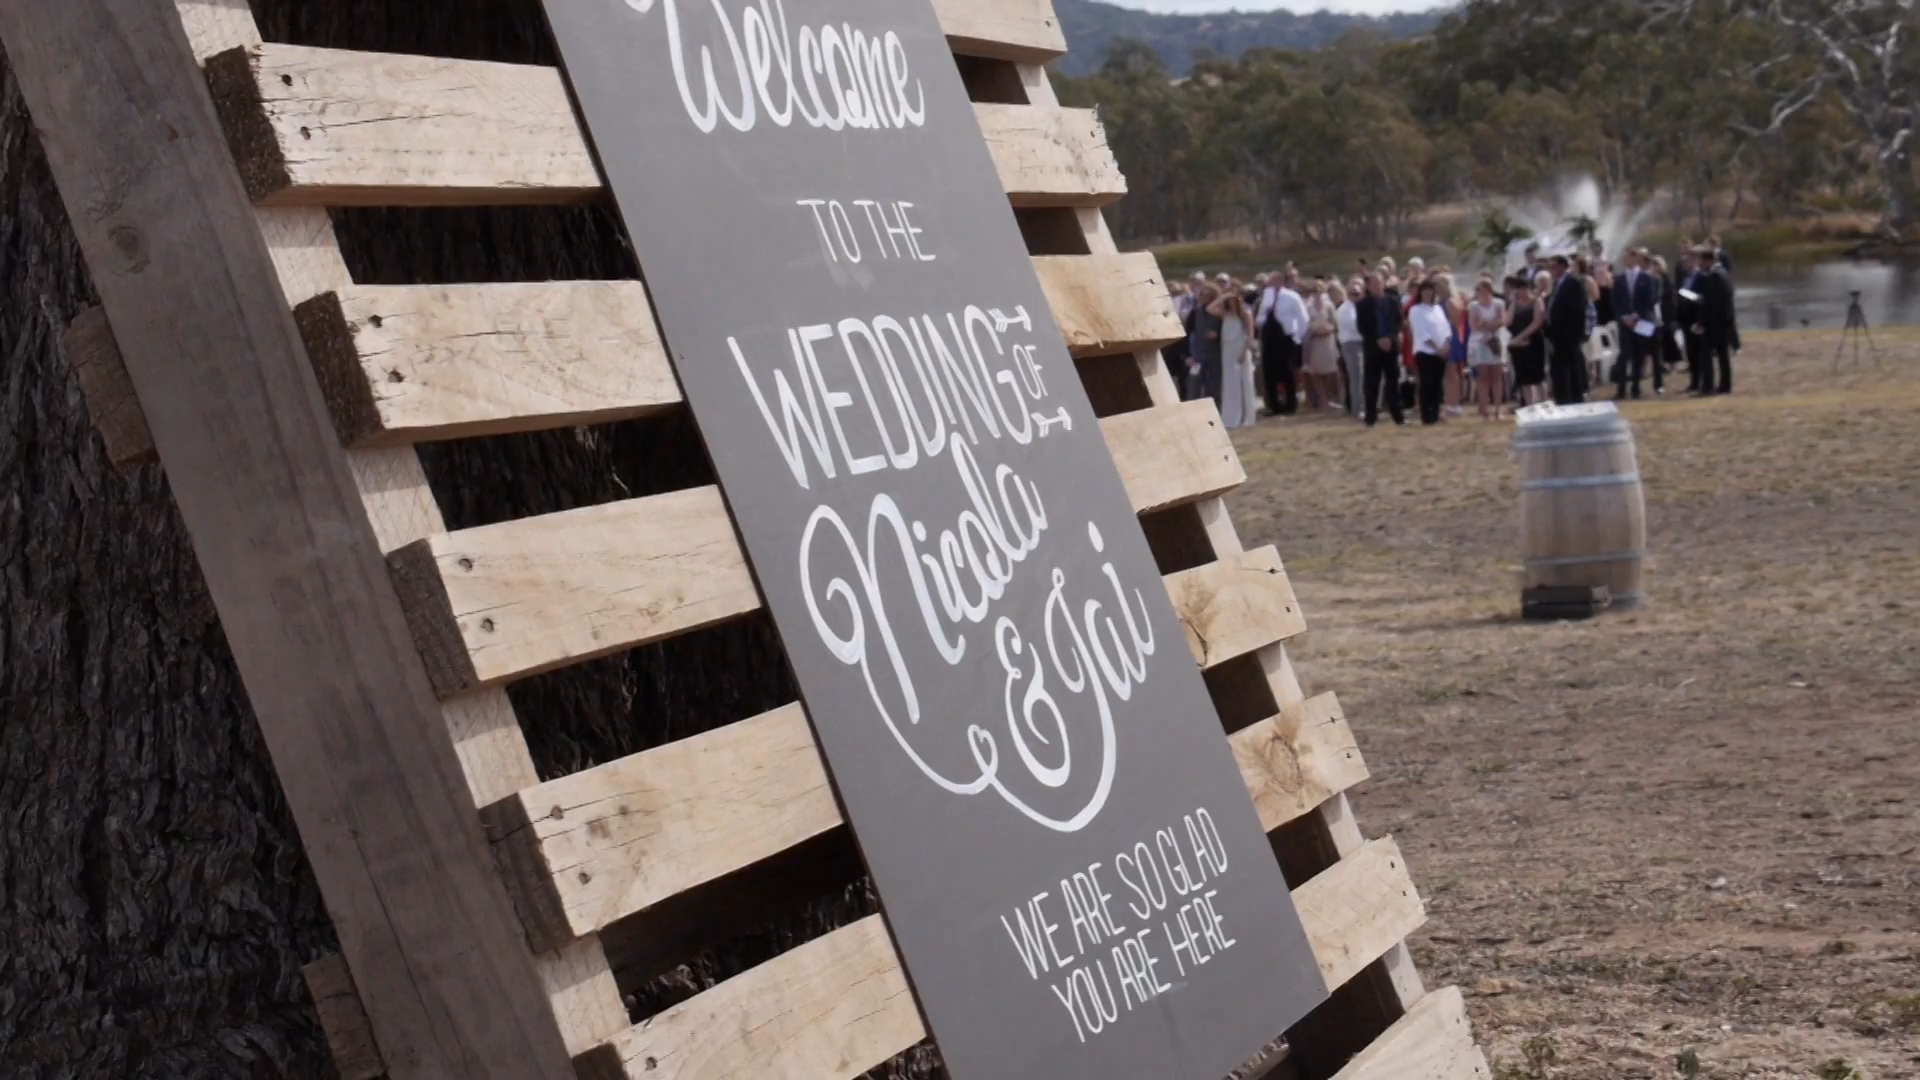 Welcome
TO THE
WEDDING OF
Nicola
& Jai
WE ARE SO GLAD
YOU ARE HERE